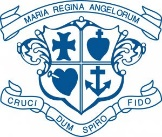 MARIA REGINA ANGELORUM
CRUCI DUM SPIRO FIDO